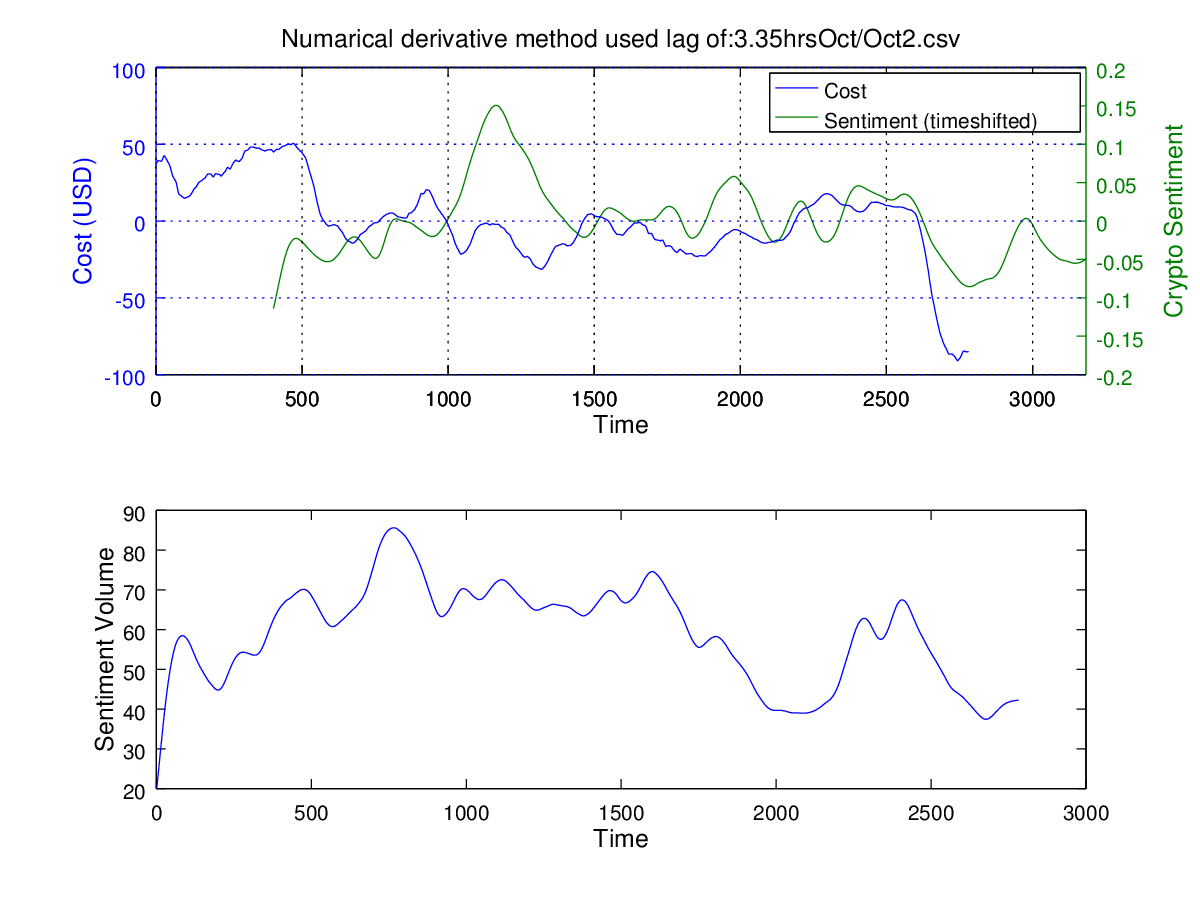 Numarical derivative method used lag of:3.35hrsOct/Oct2.csv
Cost
Sentiment (timeshifted)
100
50
0
-50
-100
Cost (USD)
0.2
0.15
0.1
0.05
0
-0.05
-0.1
-0.15
-0.2
Crypto Sentiment
0 500 1000 1500 2000 2500 3000
Time
90
80
70
60
50
40
30
20
Sentiment Volume
0 500 1000 1500 2000 2500 3000
Time